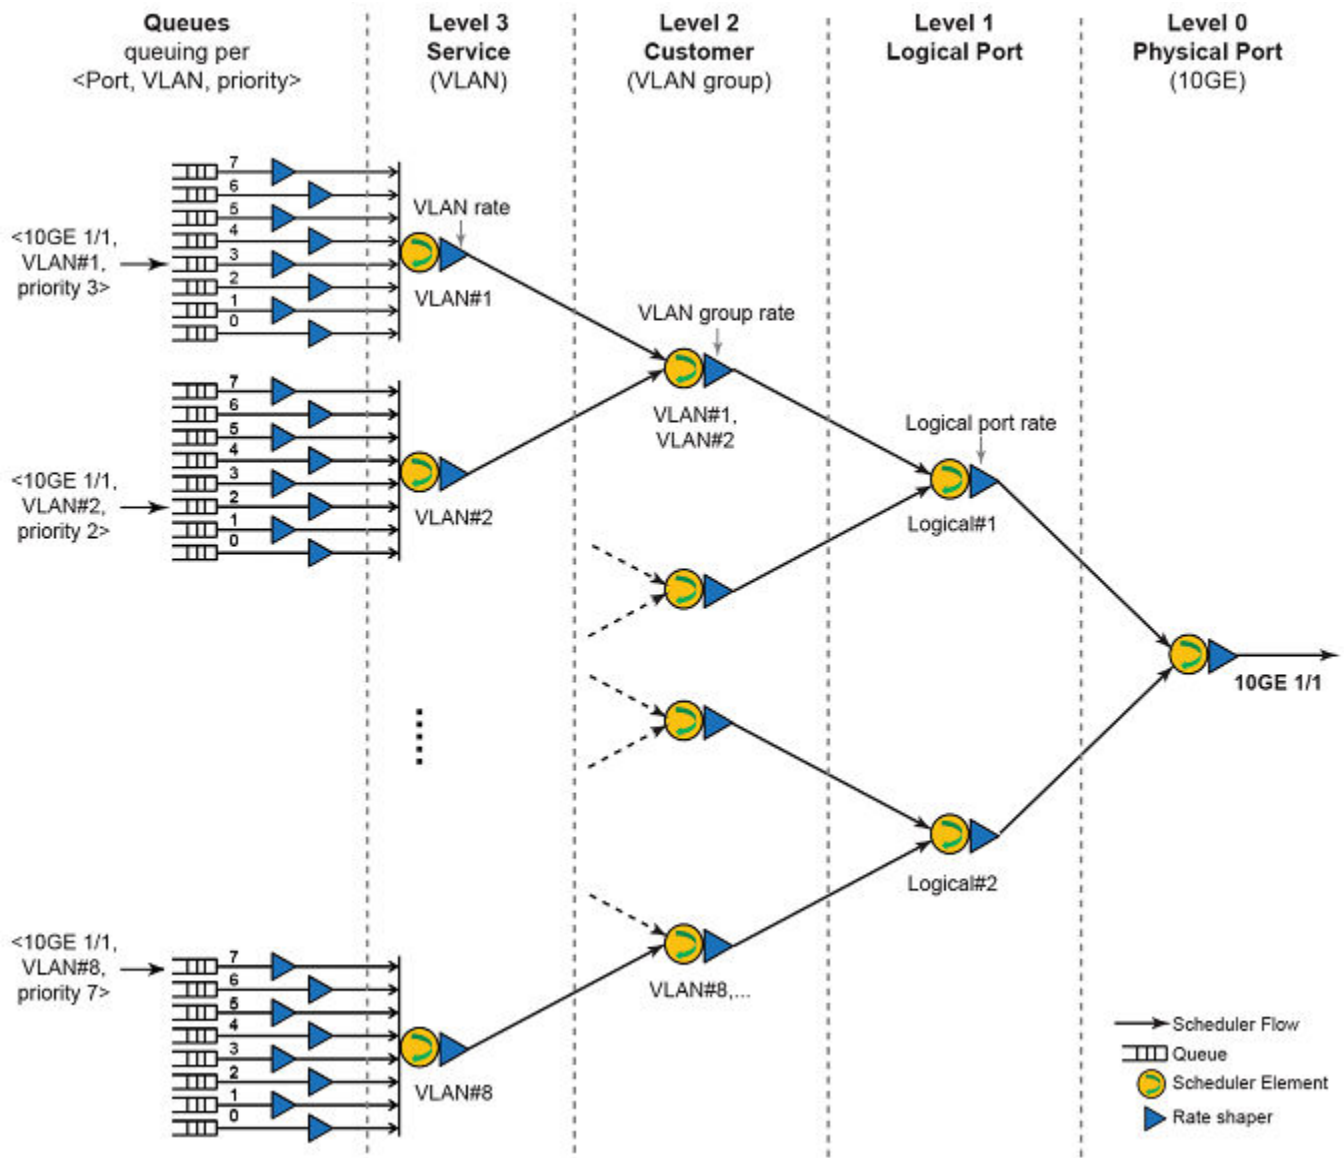 Queues
queuing per
<Port, VLAN, priority>
Level 3
Service
(VLAN)
Level 2
Customer
(VLAN group)
Level 1
Logical Port
Level 0
Physical Port
(10GE)
7
6
5
4
3
2
1
0
<10GE 1/1,
VLAN#1,
priority 3>
VLAN rate
VLAN#1
VLAN group rate
VLAN#1,
VLAN#2
7
6
5
4
3
2
1
0
<10GE 1/1,
VLAN#2,
priority 2>
VLAN#2
Logical port rate
Logical#1
10GE 1/1
Logical#2
<10GE 1/1,
VLAN#8,
priority 7>
7
6
5
4
3
2
1
0
VLAN#8
VLAN#8,...
Scheduler Flow
Queue
Scheduler Element
Rate shaper